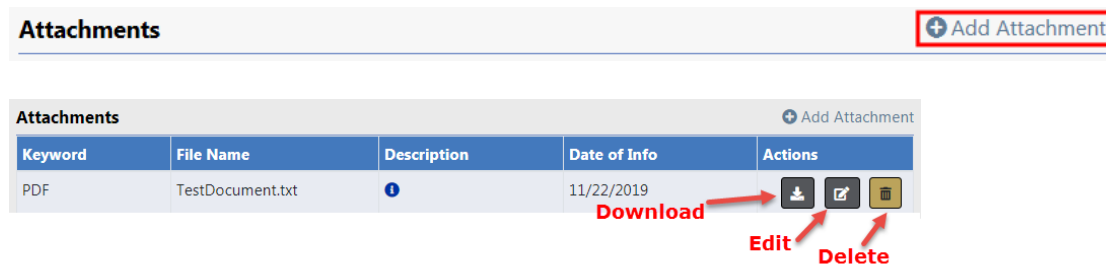 Attachments Add Attachment
Attachments Add Attachment
Keyword File Name Description Date of Info Actions
PDF TestDocument.txt 11/22/2019
Download
Edit
Delete